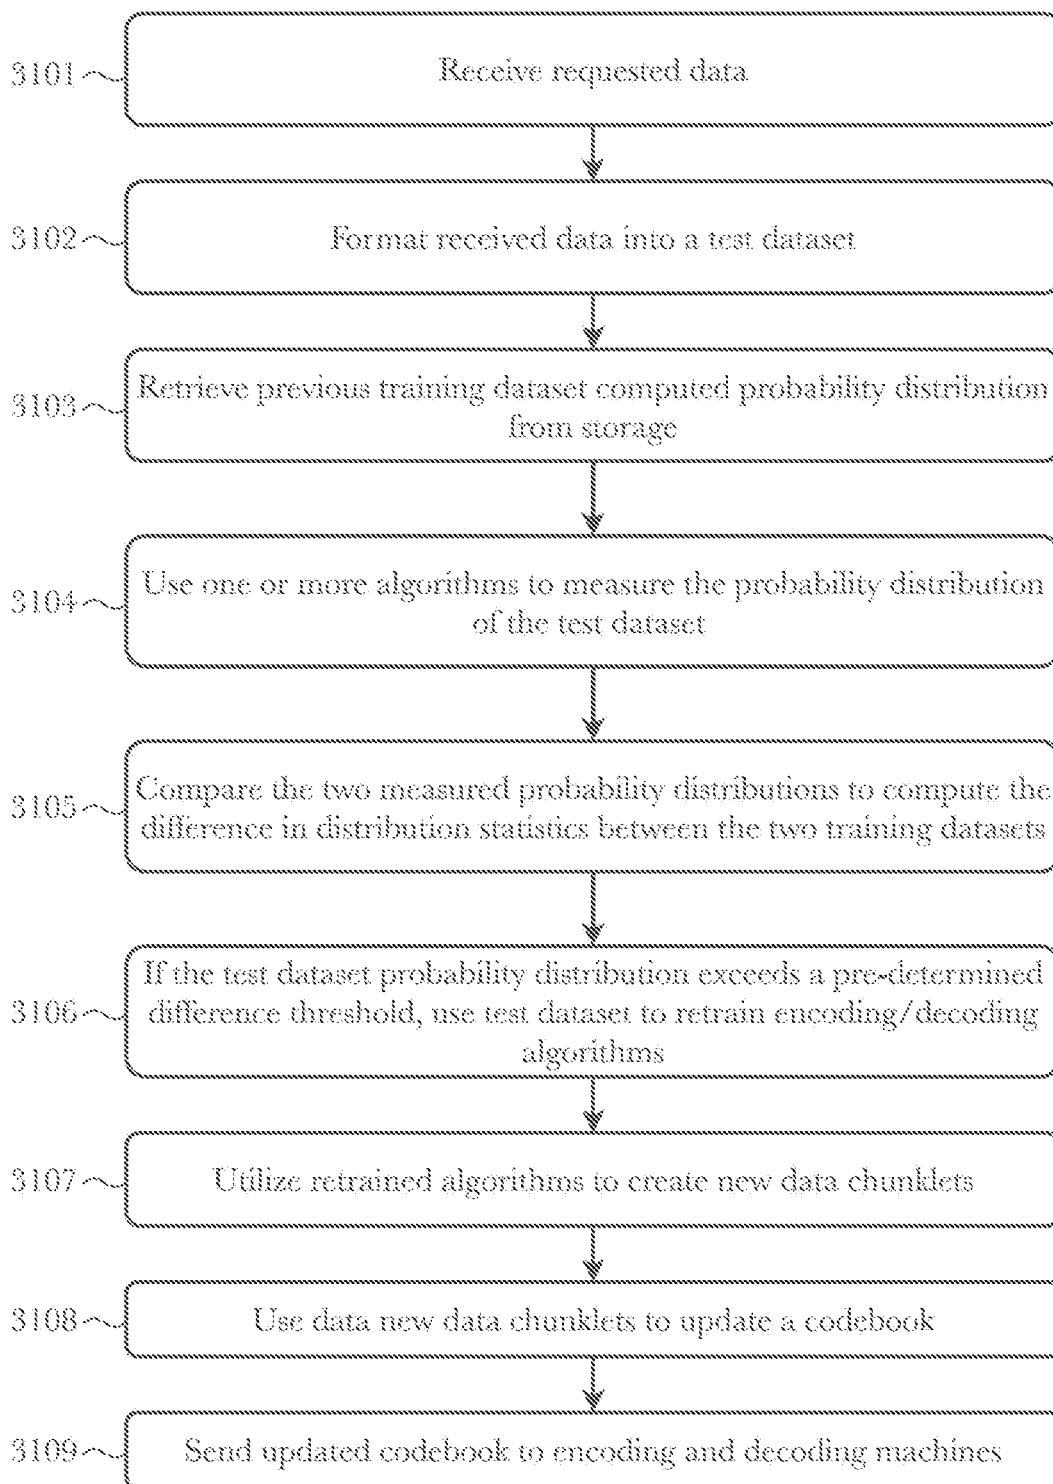 3101
Receive requested data
3102
Format received data into a test dataset
3103
Retrieve previous training dataset computed probability distribution
from storage
3104
Use one or more algorithms to measure the probability distribution
of the test dataset
3105
Compare the two measured probability distributions to compute the
difference in distribution statistics between the two training datasets
3106
If the test dataset probability distribution exceeds a pre-determined
difference threshold, use test dataset to retrain encoding/decoding
algorithms
3107
Utilize retrained algorithms to create new data chunklets
3108
Use data new data chunklets to update a codebook
3109
Send updated codebook to encoding and decoding machines